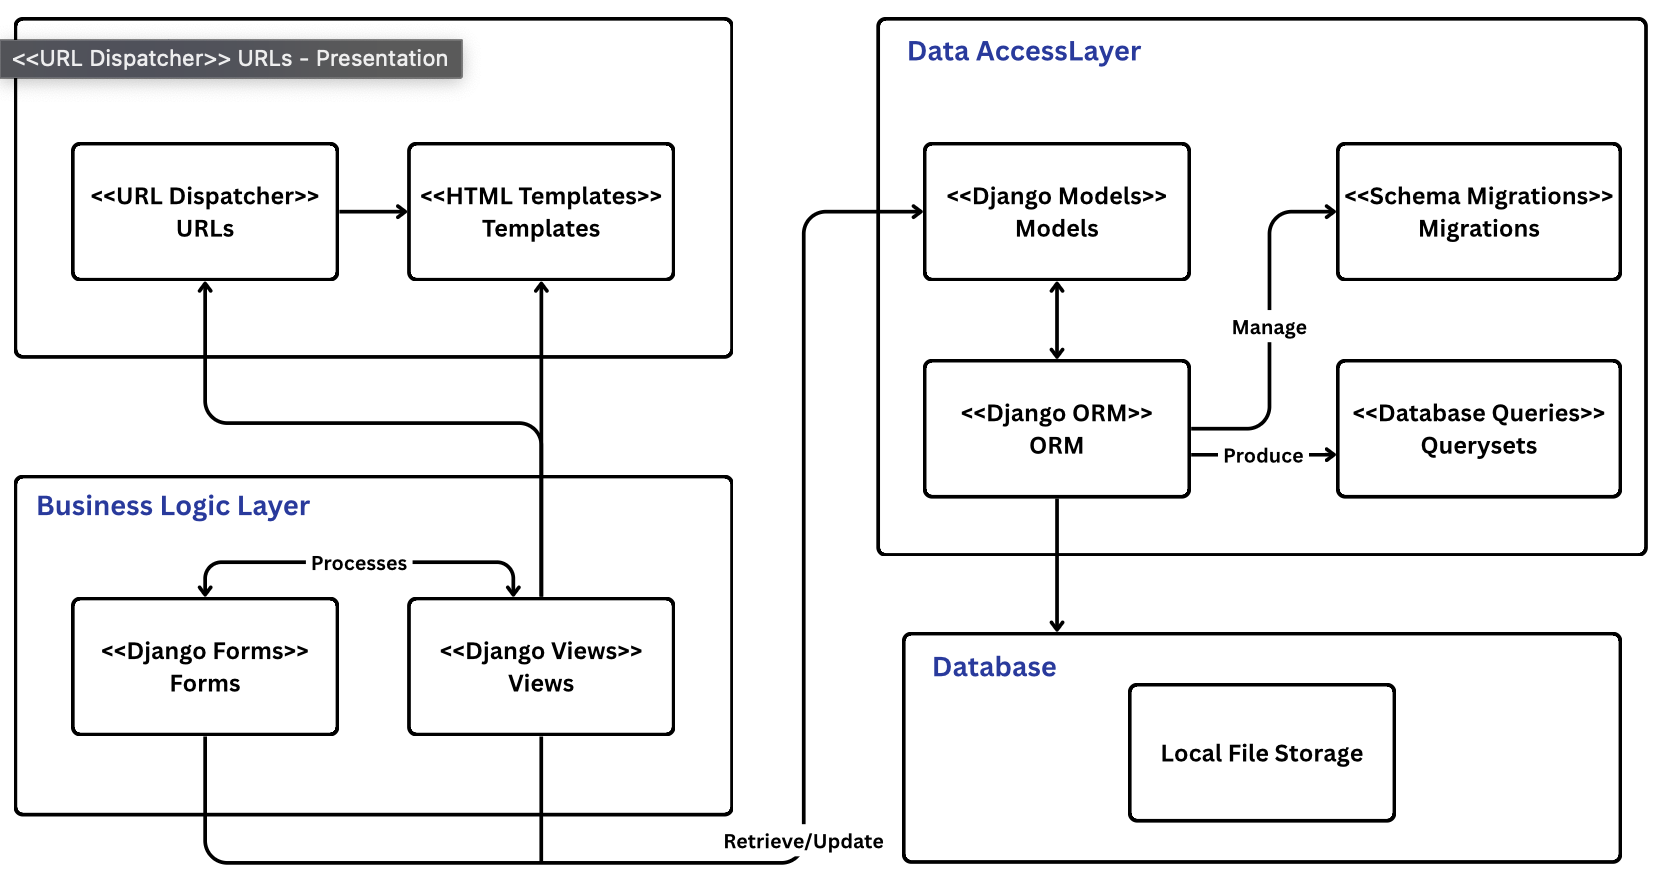 <<URL Dispatcher>> URLs - Presentation
<<URL Dispatcher>>
URLs
<<HTML Templates>>
Templates
Business Logic Layer
Processes
<<Django Forms>>
Forms
<<Django Views>>
Views
Retrieve/Update
Data AccessLayer
<<Django Models>>
Models
<<Schema Migrations>>
Migrations
Manage
<<Django ORM>>
ORM
Produce
<<Database Queries>>
Querysets
Database
Local File Storage